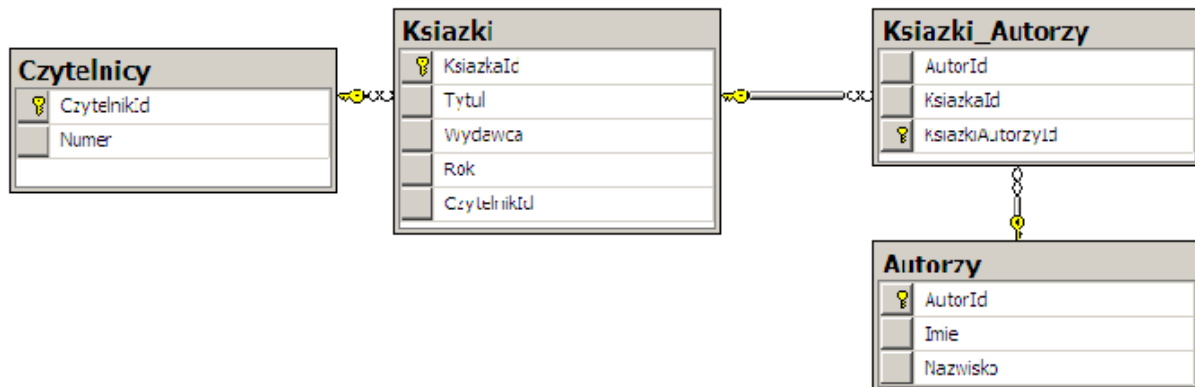 Czytelnicy
CzytelnikId
Numer
Ksiazki
KsiazkaId
Tytul
Wydawca
Rok
CzytelnikId
Ksiazki_Autorzy
AutorId
KsiazkaId
KsiazkiAutorzyId
Autorzy
AutorId
Imie
Nazwisko